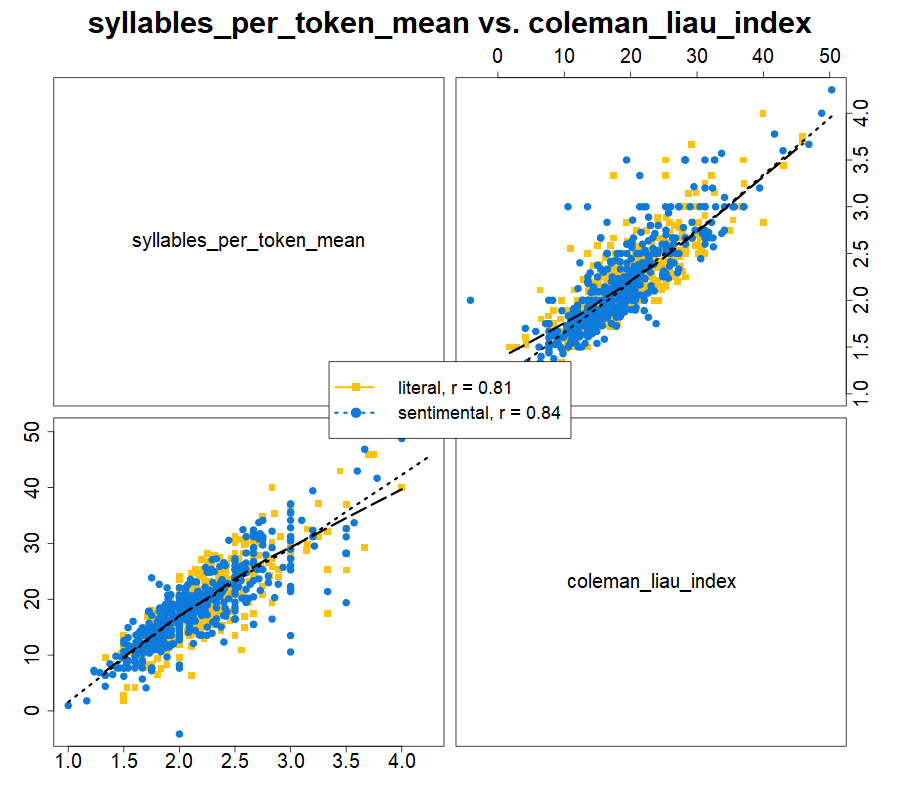 syllables_per_token_mean vs. coleman_liau_index
0 10 20 30 40 50
4.0
3.5
3.0
2.5
2.0
1.5
1.0
syllables_per_token_mean
literal, r = 0.81
sentimental, r = 0.84
50
40
30
20
10
0
coleman_liau_index
1.0 1.5 2.0 2.5 3.0 3.5 4.0